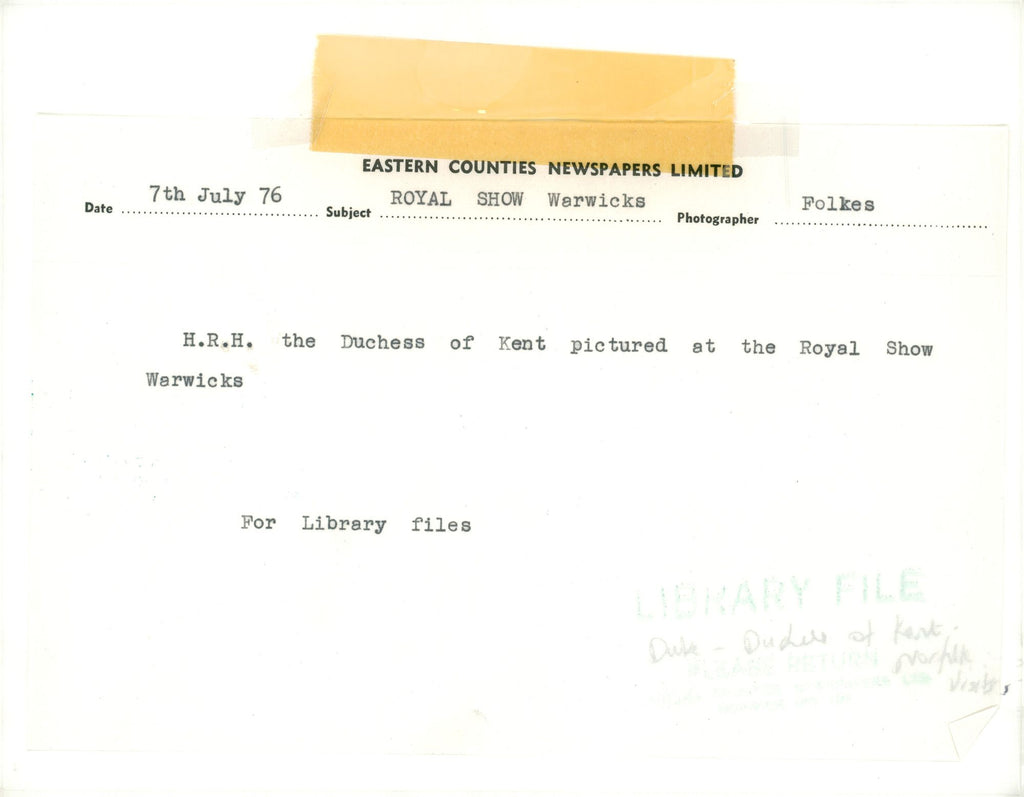 EASTERN COUNTIES NEWSPAPERS LIMITED
Date 7th July 76 Subject ROYAL SHOW Warwicks Photographer Folkes
H.R.H. the Duchess of Kent pictured at the Royal Show
Warwicks
For Library files
LIBRARY FILE
Duke - Duchess of Kent.
PLEASE RETURN Norfolk
visits